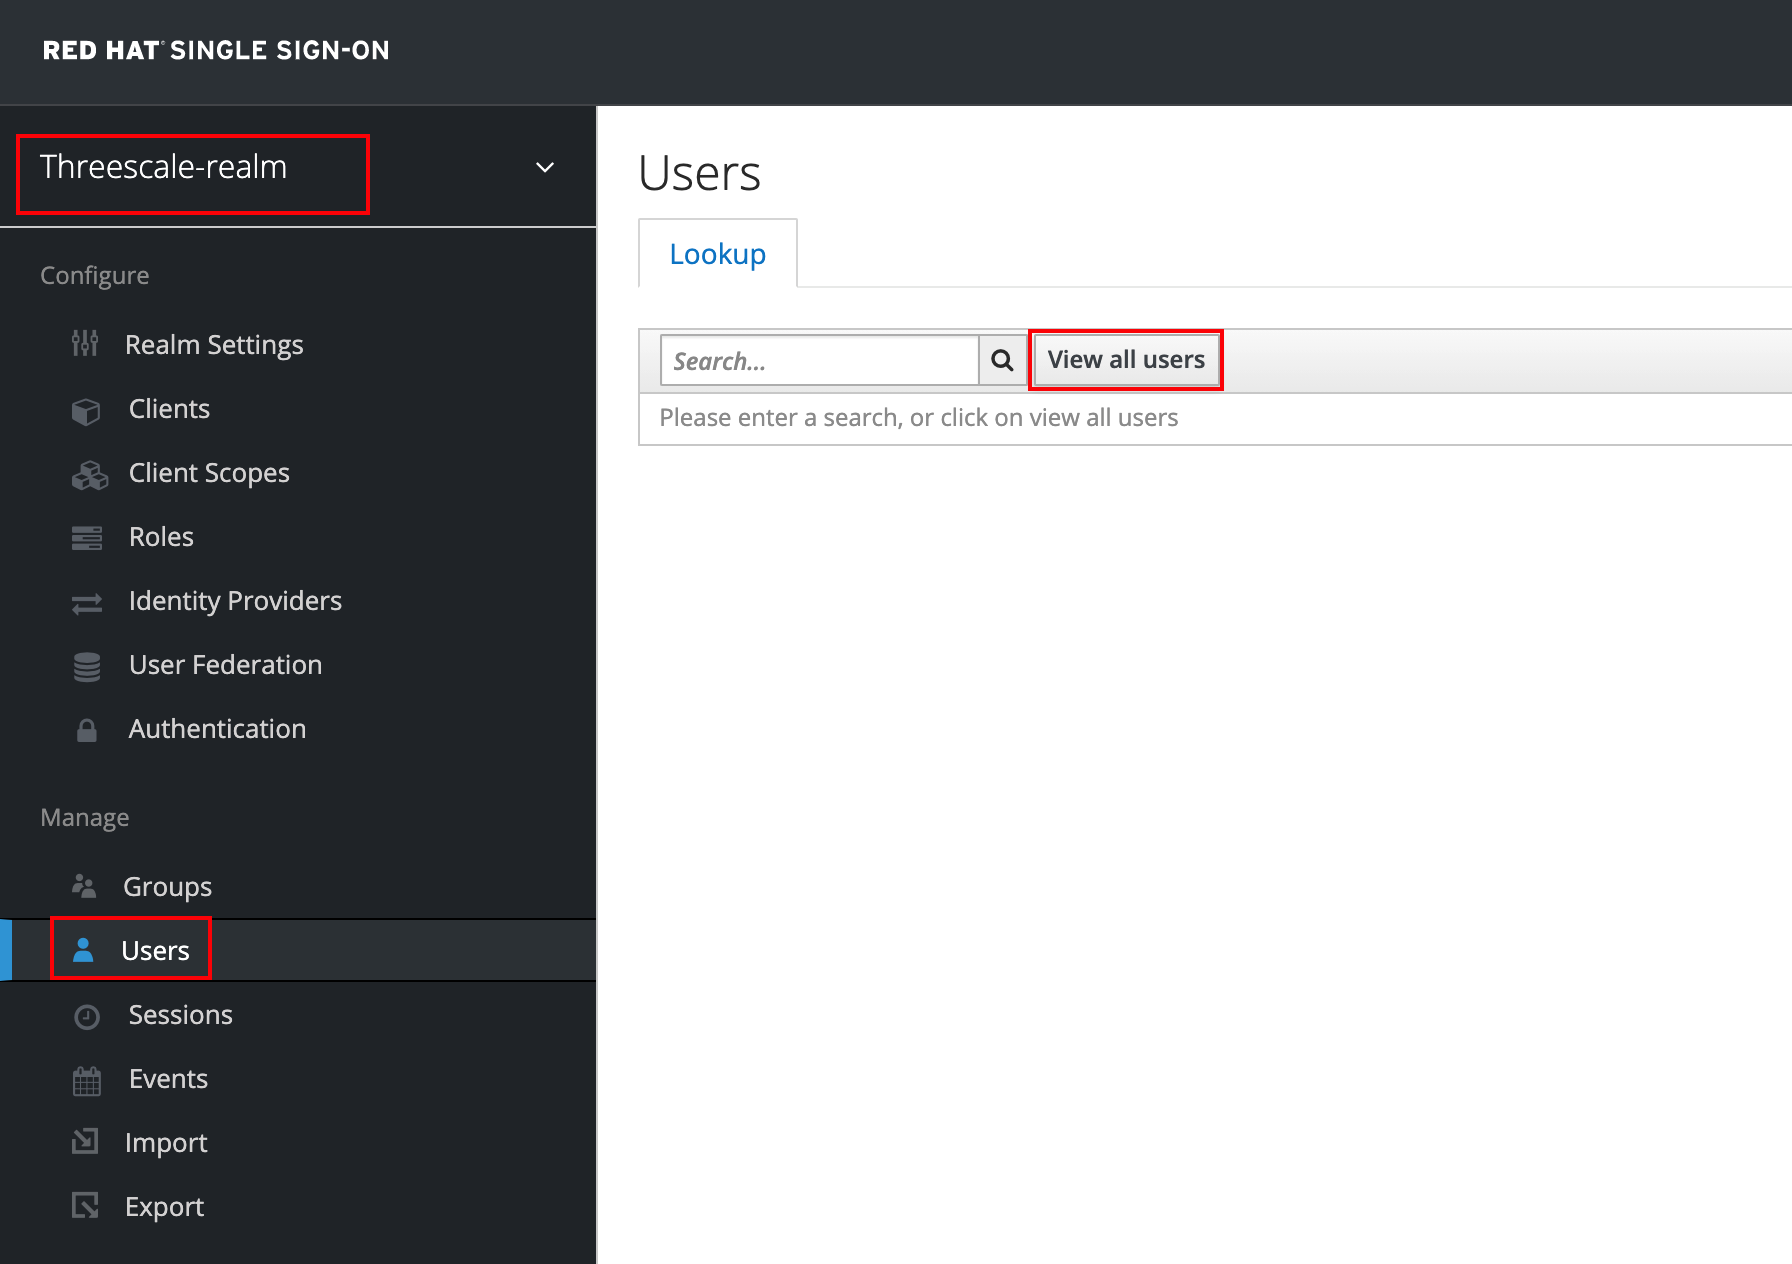 RED HAT® SINGLE SIGN-ON
Threescale-realm
Configure
Realm Settings
Clients
Client Scopes
Roles
Identity Providers
User Federation
Authentication
Manage
Groups
Users
Sessions
Events
Import
Export
Users
Lookup
Search... View all users
Please enter a search, or click on view all users